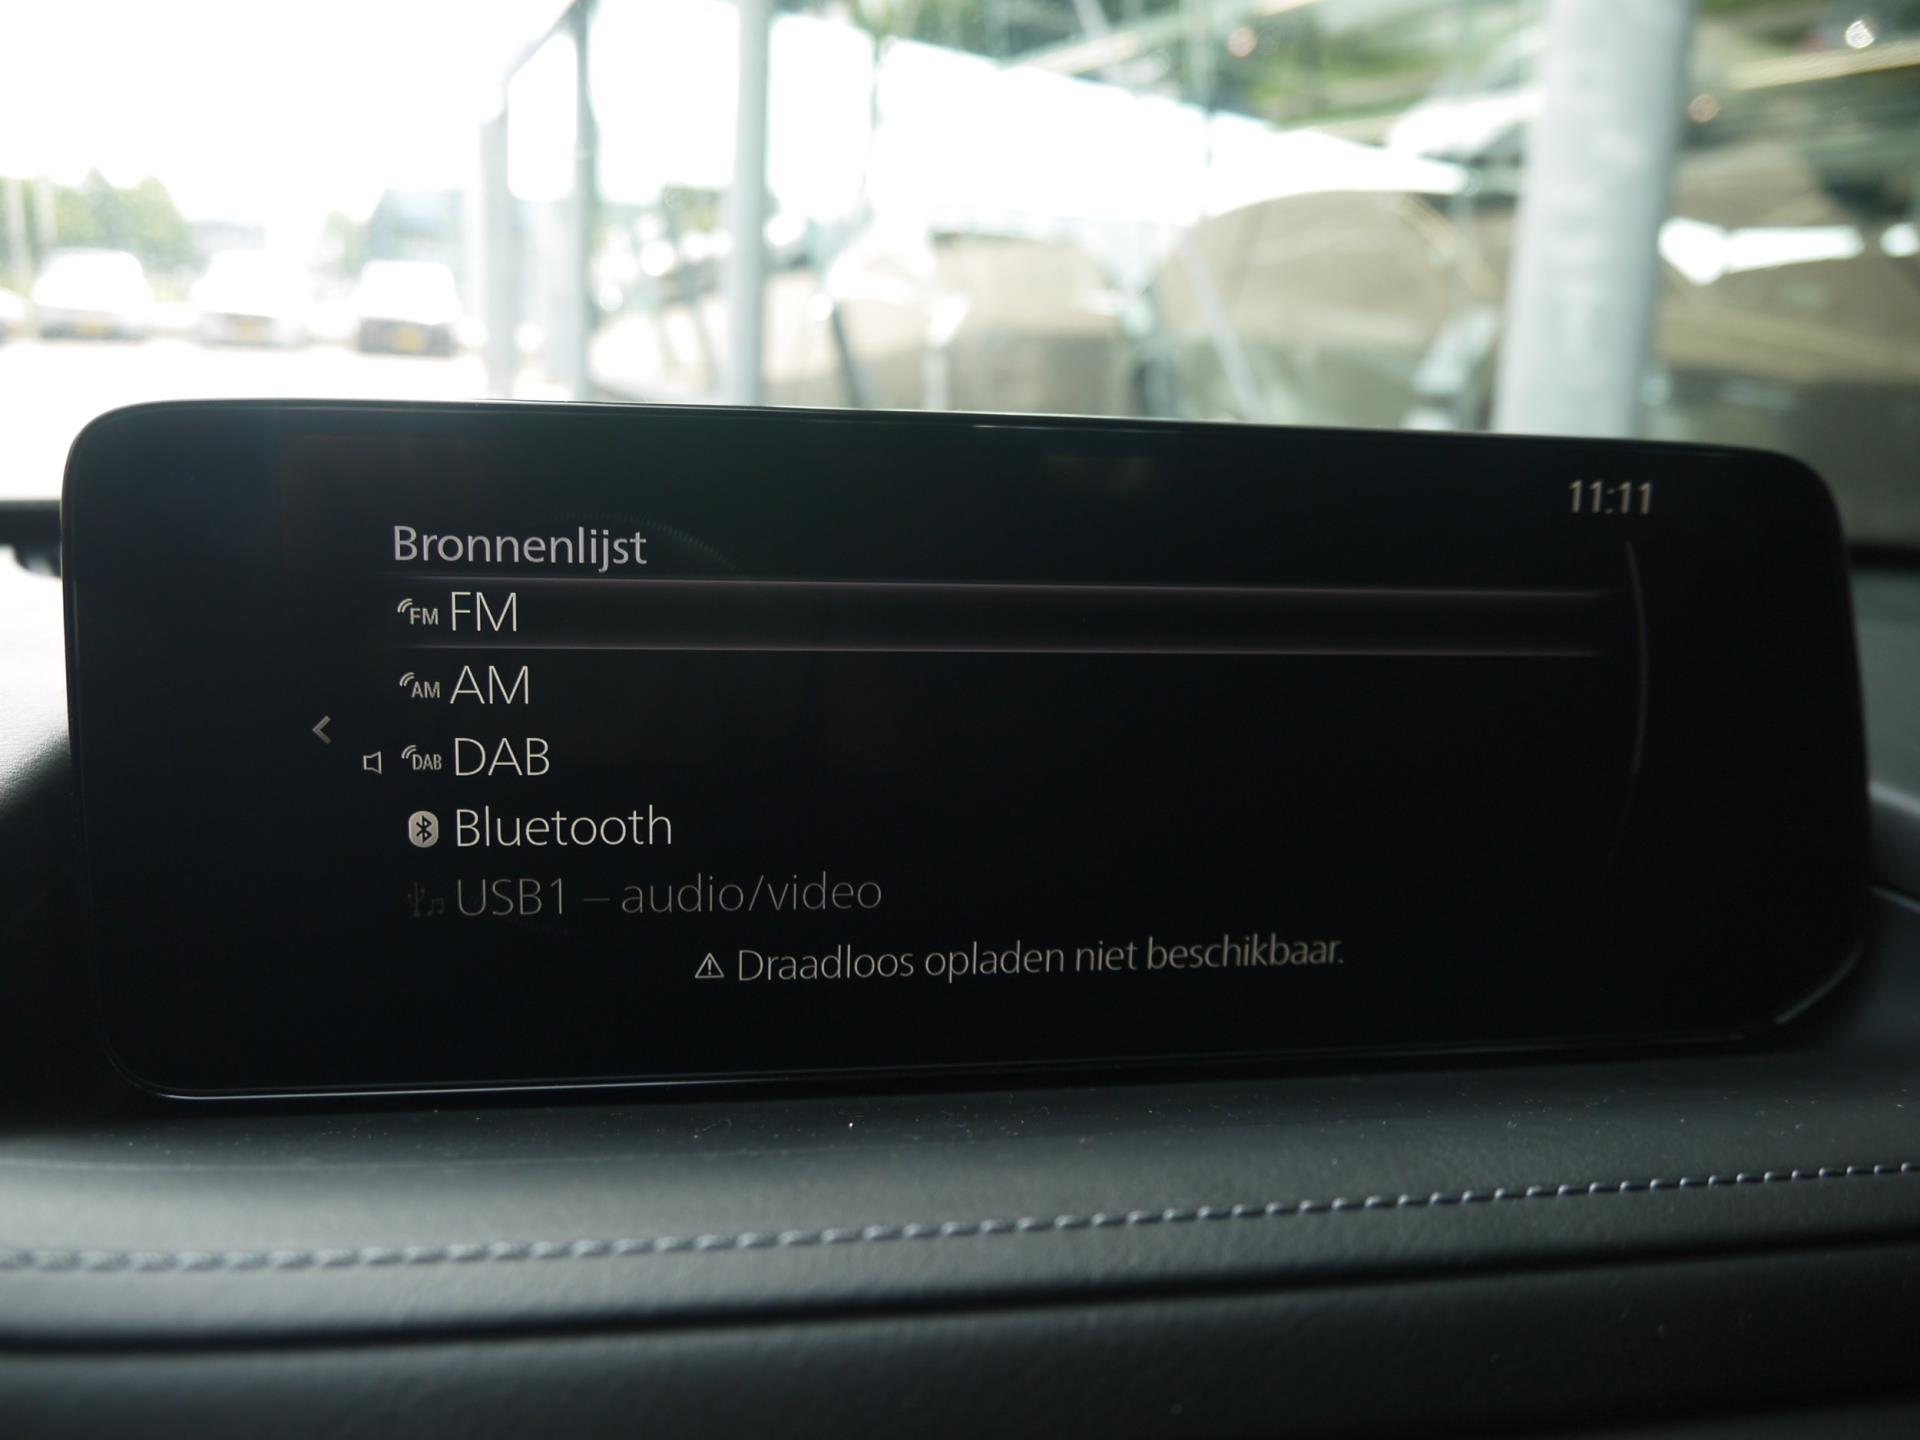 11:11
Bronnenlijst
FM FM
AM AM
DAB DAB
Bluetooth
USB1 – audio/video
Draadloos opladen niet beschikbaar.